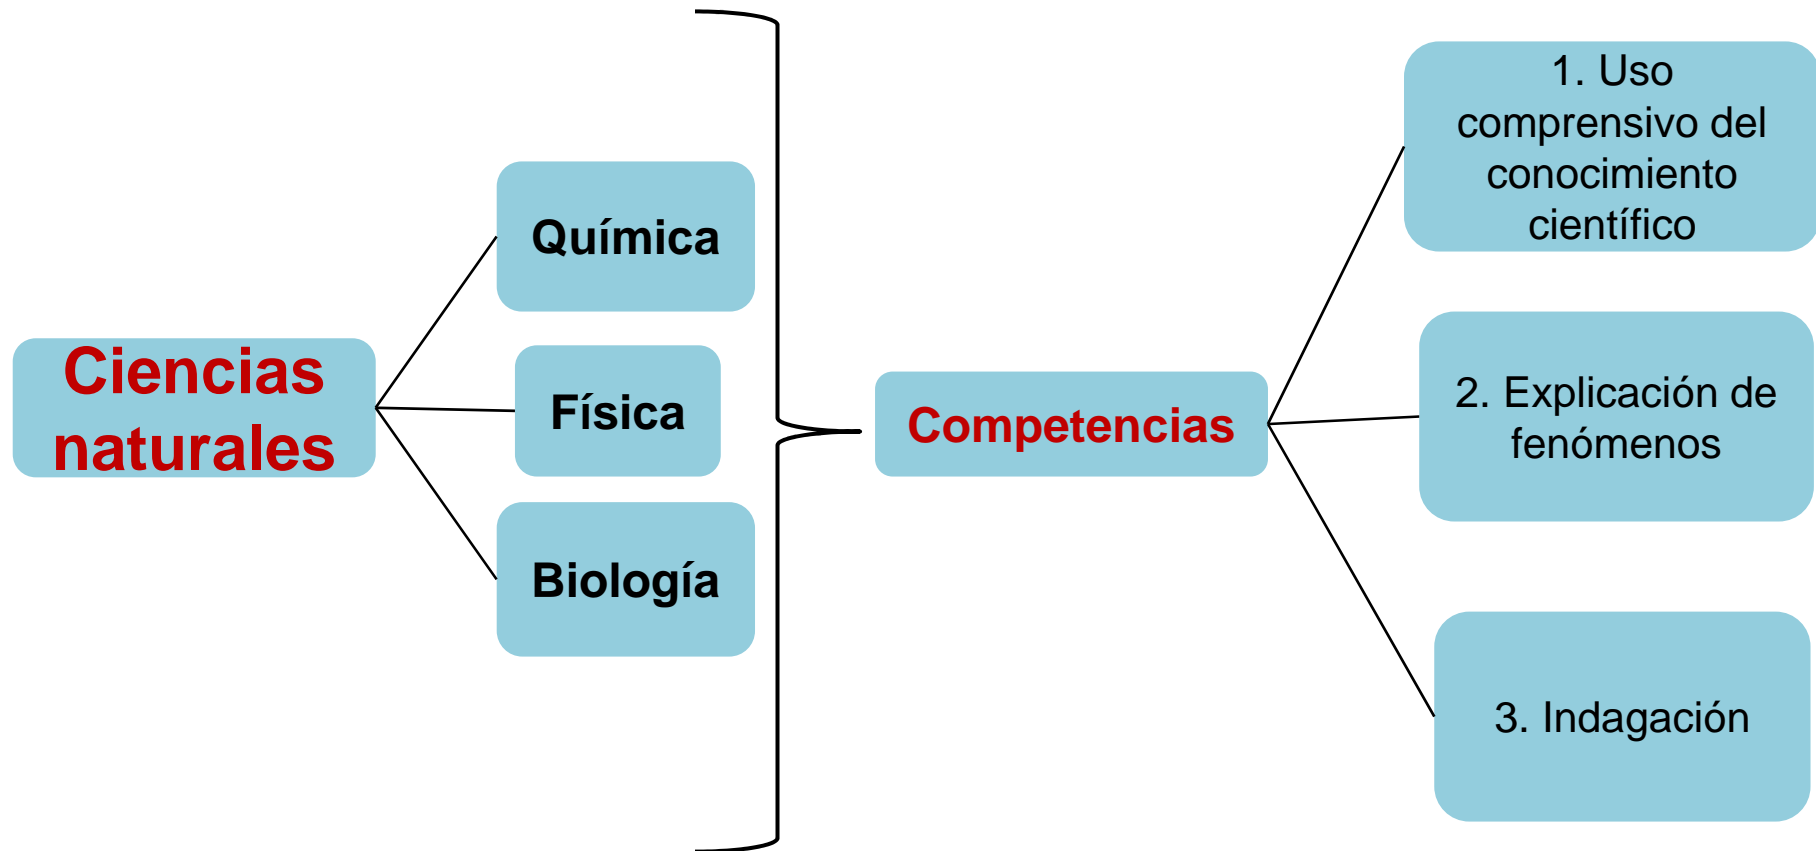 Ciencias
naturales
Química
Física
Biología
Competencias
1. Uso
comprensivo del
conocimiento
científico
2. Explicación de
fenómenos
3. Indagación